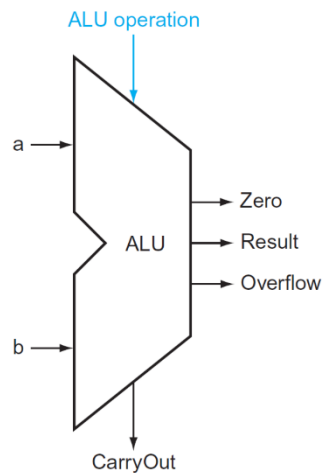 ALU operation
a
Zero
ALU
Result
Overflow
b
CarryOut